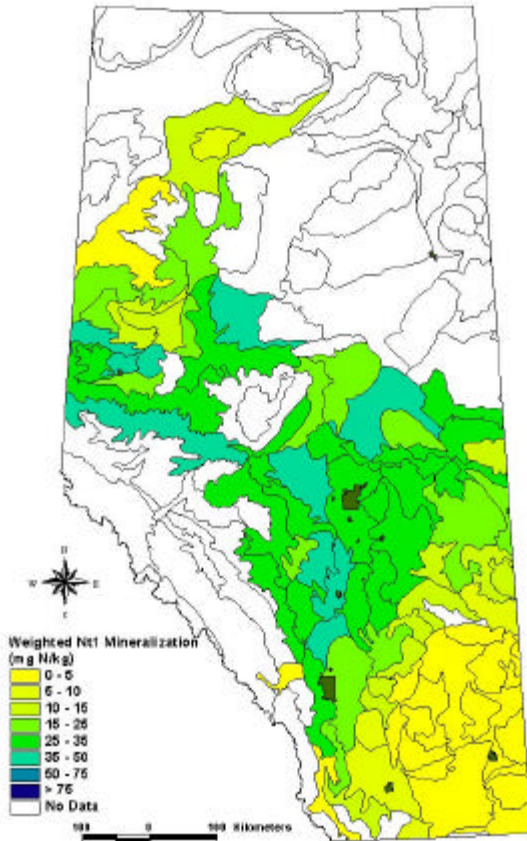 N
W E
S
Weighted Nt1 Mineralization
(mg N/kg)
0 - 5
5 - 10
10 - 15
15 - 25
25 - 35
35 - 50
50 - 75
> 75
No Data
100 0 100 Kilometers